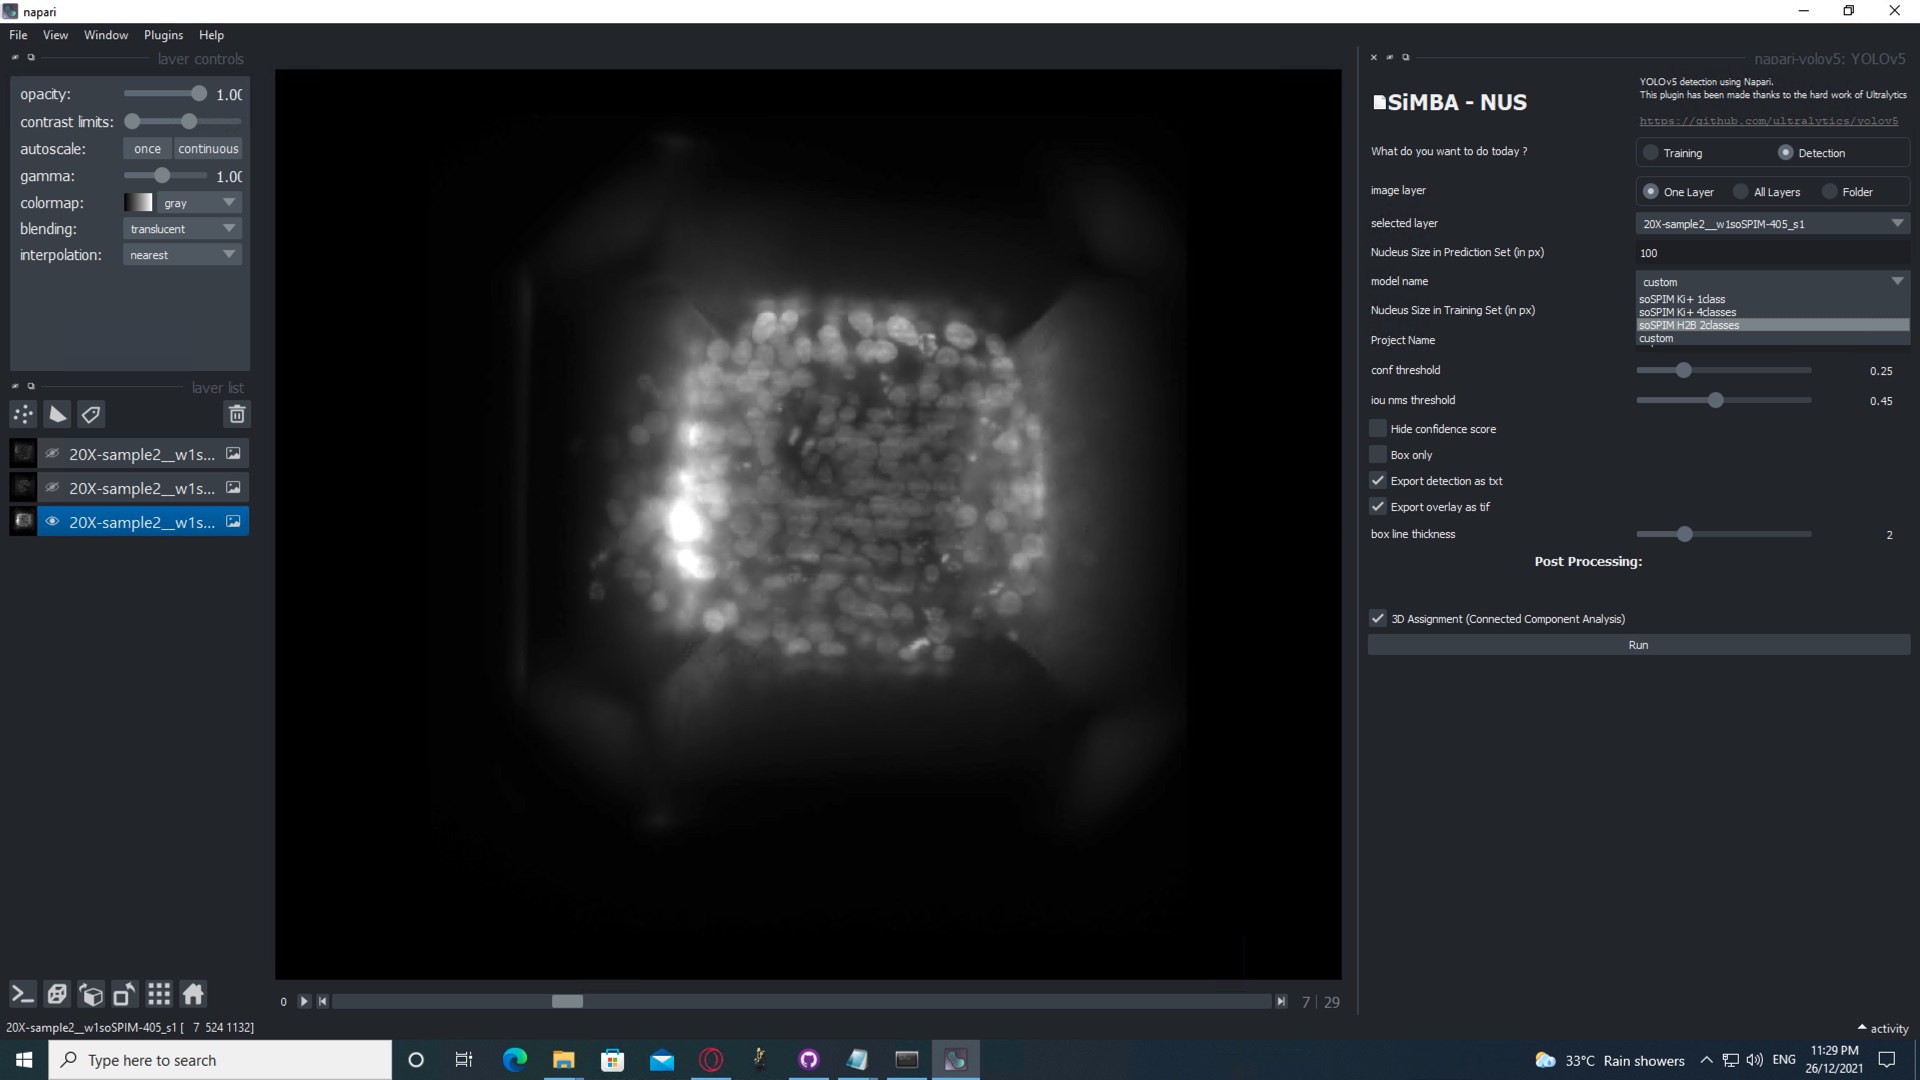 napari
File View Window Plugins Help
layer controls
opacity: 1.00
contrast limits:
autoscale: once continuous
gamma: 1.00
colormap: gray
blending: translucent
interpolation: nearest
layer list
20X-sample2__w1s...
20X-sample2__w1s...
20X-sample2__w1s...
0
7 | 29
20X-sample2__w1soSPIM-405_s1 [ 7 524 1132]
napari-yolov5: YOLOv5
SiMBA - NUS
YOLOv5 detection using Napari.
This plugin has been made thanks to the hard work of Ultralytics
https://github.com/ultralytics/yolov5
What do you want to do today ? Training Detection
image layer One Layer All Layers Folder
selected layer 20X-sample2__w1soSPIM-405_s1
Nucleus Size in Prediction Set (in px) 100
model name custom
soSPIM Ki+ 1class
soSPIM Ki+ 4classes
soSPIM H2B 2classes
custom
Nucleus Size in Training Set (in px)
Project Name
conf threshold 0.25
iou nms threshold 0.45
Hide confidence score
Box only
Export detection as txt
Export overlay as tif
box line thickness 2
Post Processing:
3D Assignment (Connected Component Analysis)
Run
activity
Type here to search
33°C Rain showers
ENG
11:29 PM
26/12/2021